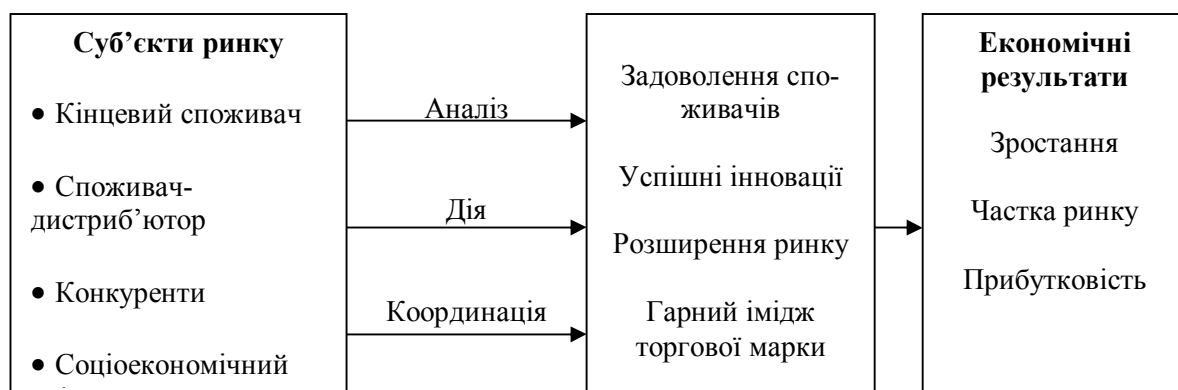 Суб’єкти ринку
• Кінцевий споживач
• Споживач-
дистриб’ютор
• Конкуренти
• Соціоекономічний
Аналіз
Дія
Координація
Задоволення спо-
живачів
Успішні інновації
Розширення ринку
Гарний імідж
торгової марки
Економічні
результати
Зростання
Частка ринку
Прибутковість